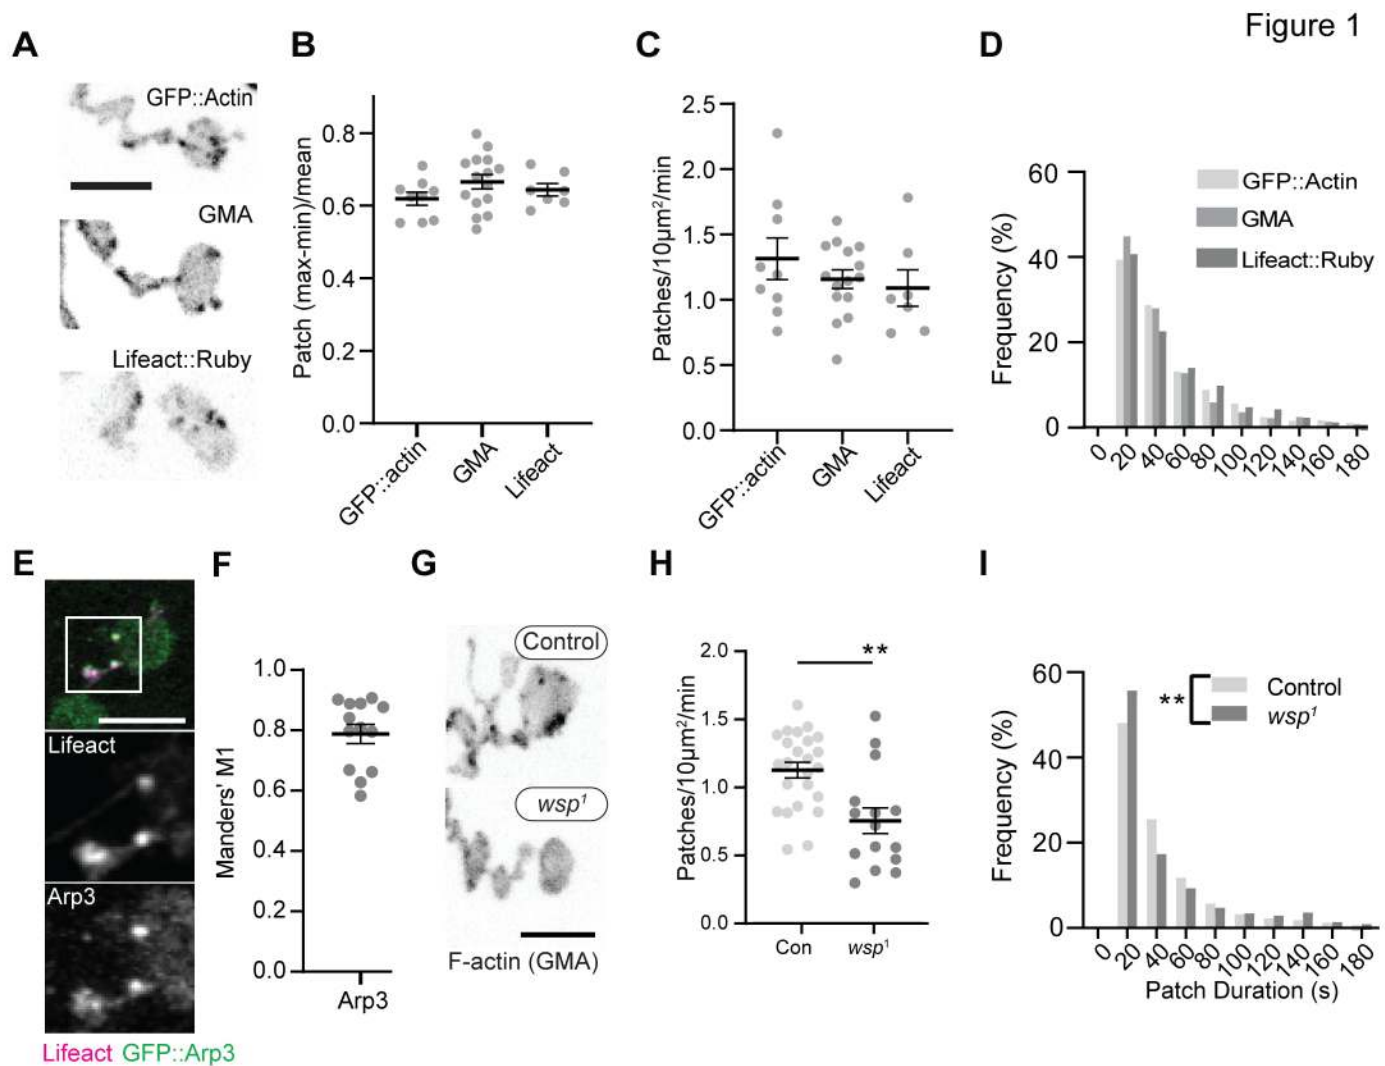 Figure 1
A
GFP::Actin
GMA
Lifeact::Ruby
B
Patch (max-min)/mean
0.8
0.6
0.4
0.2
0.0
GFP::actin
GMA
Lifeact
C
Patches/10µm²/min
2.5
2.0
1.5
1.0
0.5
0.0
GFP::actin
GMA
Lifeact
D
Frequency (%)
60
40
20
0
GFP::Actin
GMA
Lifeact::Ruby
0 20 40 60 80 100 120 140 160 180
E
Lifeact
Arp3
Lifeact GFP::Arp3
F
Manders' M1
1.0
0.8
0.6
0.4
0.2
0.0
Arp3
G
Control
wsp¹
F-actin (GMA)
H
Patches/10µm²/min
2.0
1.5
1.0
0.5
0.0
**
Con wsp¹
I
Frequency (%)
60
40
20
0
** Control
wsp¹
0 20 40 60 80 100 120 140 160 180
Patch Duration (s)